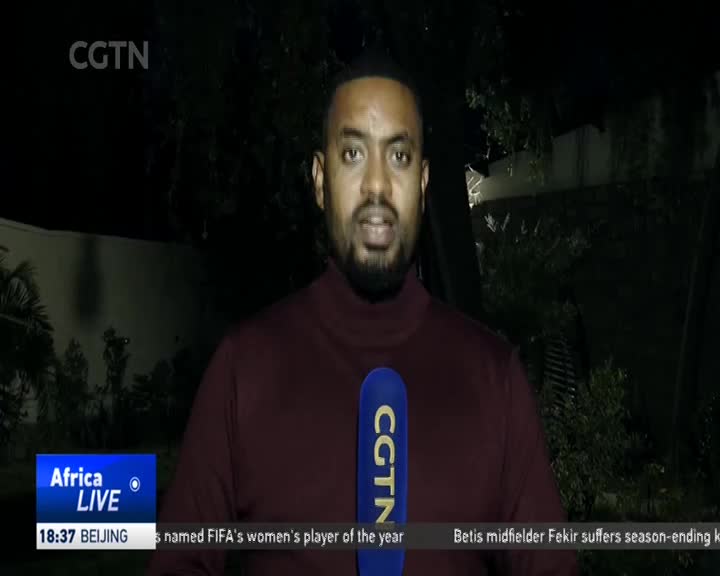 CGTN
CGTN
Africa
LIVE
18:37 BEIJING
s named FIFA's women's player of the year
Betis midfielder Fekir suffers season-ending k